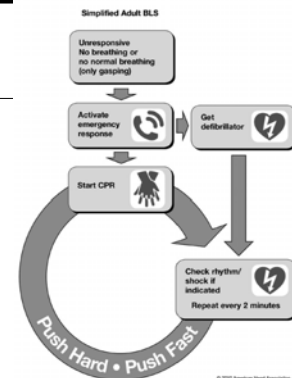 Simplified Adult BLS
Unresponsive
No breathing or
no normal breathing
(only gasping)
Activate
emergency
response
Get
defibrillator
Start CPR
Check rhythm/
shock if
indicated
Repeat every 2 minutes
Push Hard • Push Fast